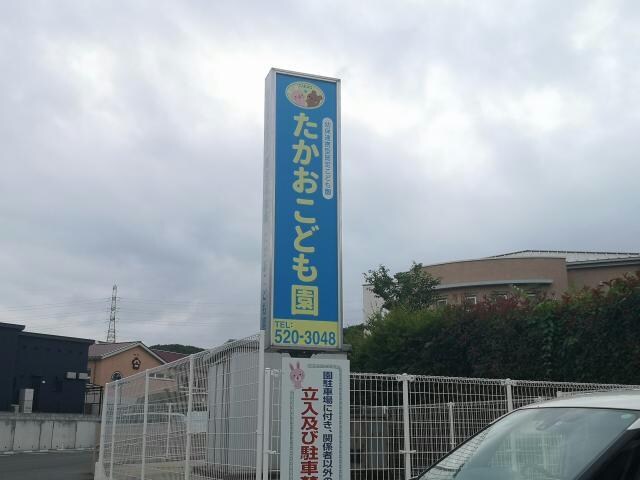 幼保連携型認定こども園
たかおこども園
TEL:
520-3048
園駐車場に付き、関係者以外の
立入及び駐車